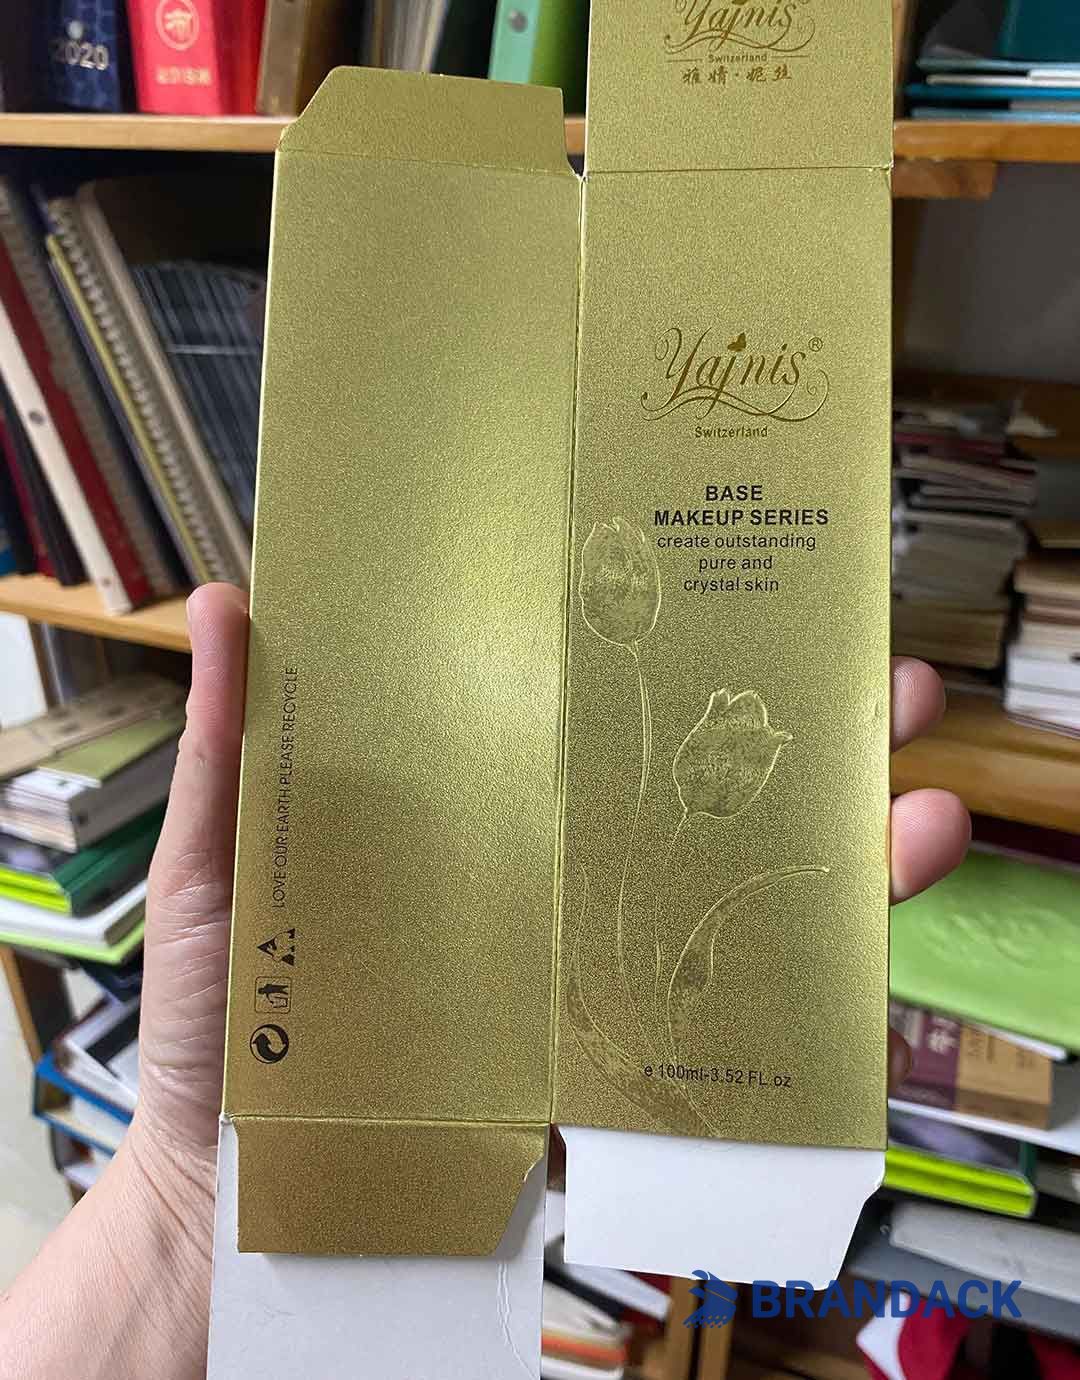 2020
Yajnis
Switzerland
雅情·妮丝
Yajnis®
Switzerland
BASE
MAKEUP SERIES
create outstanding
pure and
crystal skin
LOVE OUR EARTH PLEASE RECYCLE
e 100ml-3.52 FL oz
BRANDACK